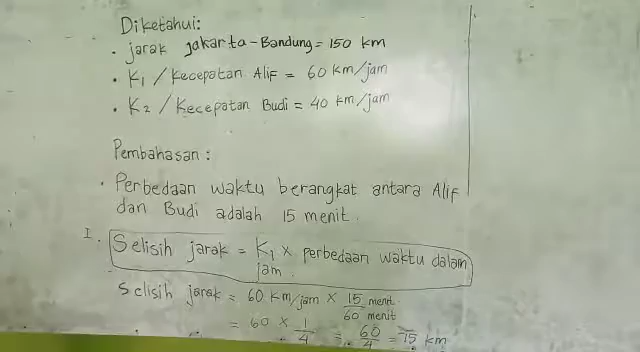 Diketahui:
• jarak Jakarta - Bandung = 150 km
• K1 / Kecepatan Alif = 60 km/jam
• K2 / Kecepatan Budi = 40 km/jam
Pembahasan :
• Perbedaan waktu berangkat antara Alif
dan Budi adalah 15 menit.
I. Selisih jarak = K1 x perbedaan waktu dalam
jam.
Selisih jarak = 60 km/jam x 15 menit / 60 menit
= 60 x 1/4 = 60/4 = 15 km